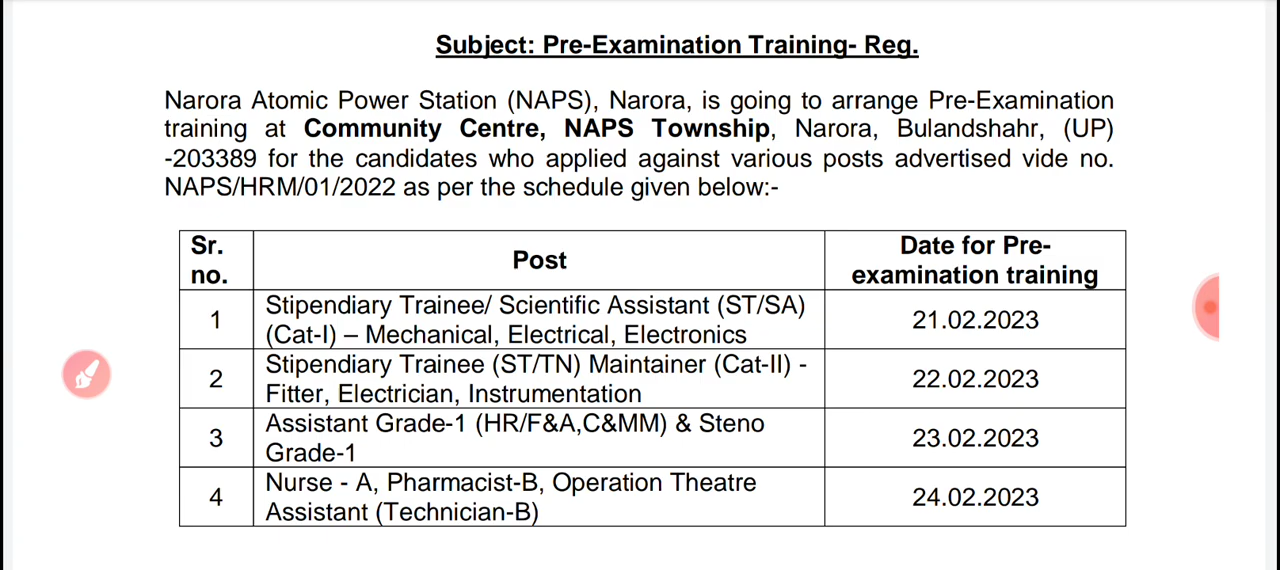 Subject: Pre-Examination Training- Reg.
Narora Atomic Power Station (NAPS), Narora, is going to arrange Pre-Examination
training at Community Centre, NAPS Township, Narora, Bulandshahr, (UP)
-203389 for the candidates who applied against various posts advertised vide no.
NAPS/HRM/01/2022 as per the schedule given below:-
Sr. no. Post Date for Pre-examination training
1 Stipendiary Trainee/ Scientific Assistant (ST/SA)
(Cat-I) – Mechanical, Electrical, Electronics 21.02.2023
2 Stipendiary Trainee (ST/TN) Maintainer (Cat-II) -
Fitter, Electrician, Instrumentation 22.02.2023
3 Assistant Grade-1 (HR/F&A,C&MM) & Steno
Grade-1 23.02.2023
4 Nurse - A, Pharmacist-B, Operation Theatre
Assistant (Technician-B) 24.02.2023